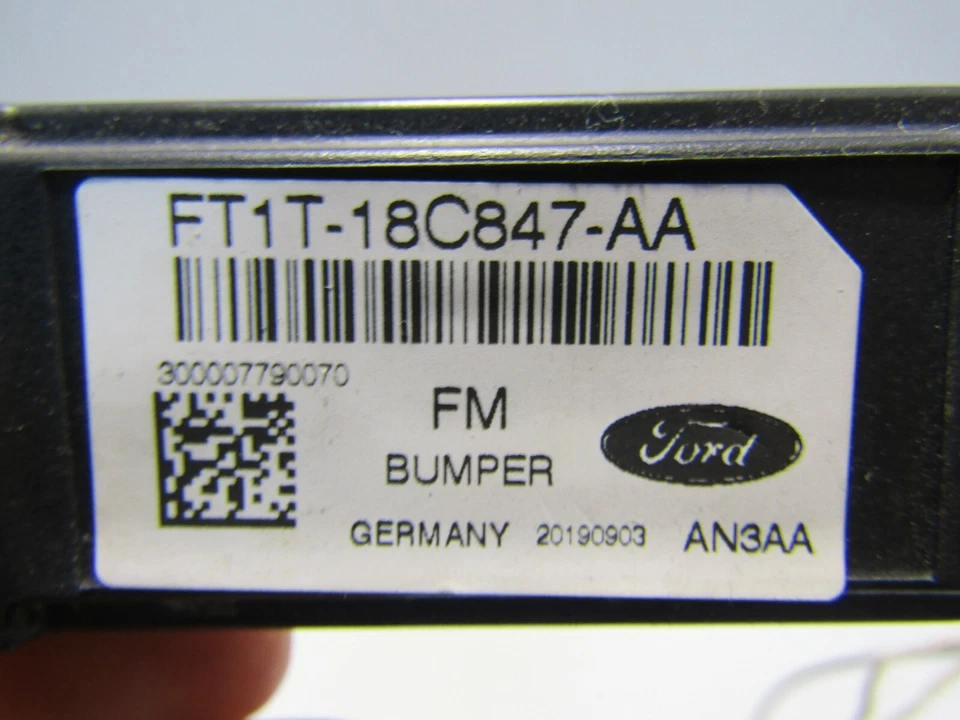 FT1T-18C847-AA
300007790070
FM
BUMPER
Ford
GERMANY 20190903 AN3AA